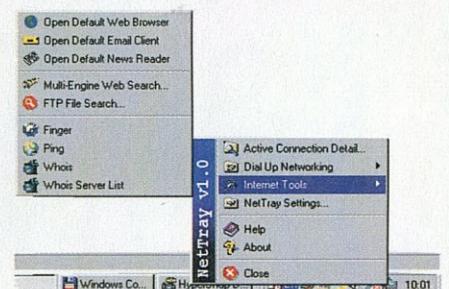 Open Default Web Browser
Open Default Email Client
Open Default News Reader
Multi-Engine Web Search...
FTP File Search...
Finger
Ping
Whois
Whois Server List
NetTray v1.0
Active Connection Detail...
Dial Up Networking
Internet Tools
NetTray Settings...
Help
About
Close
Windows Co...
10:01